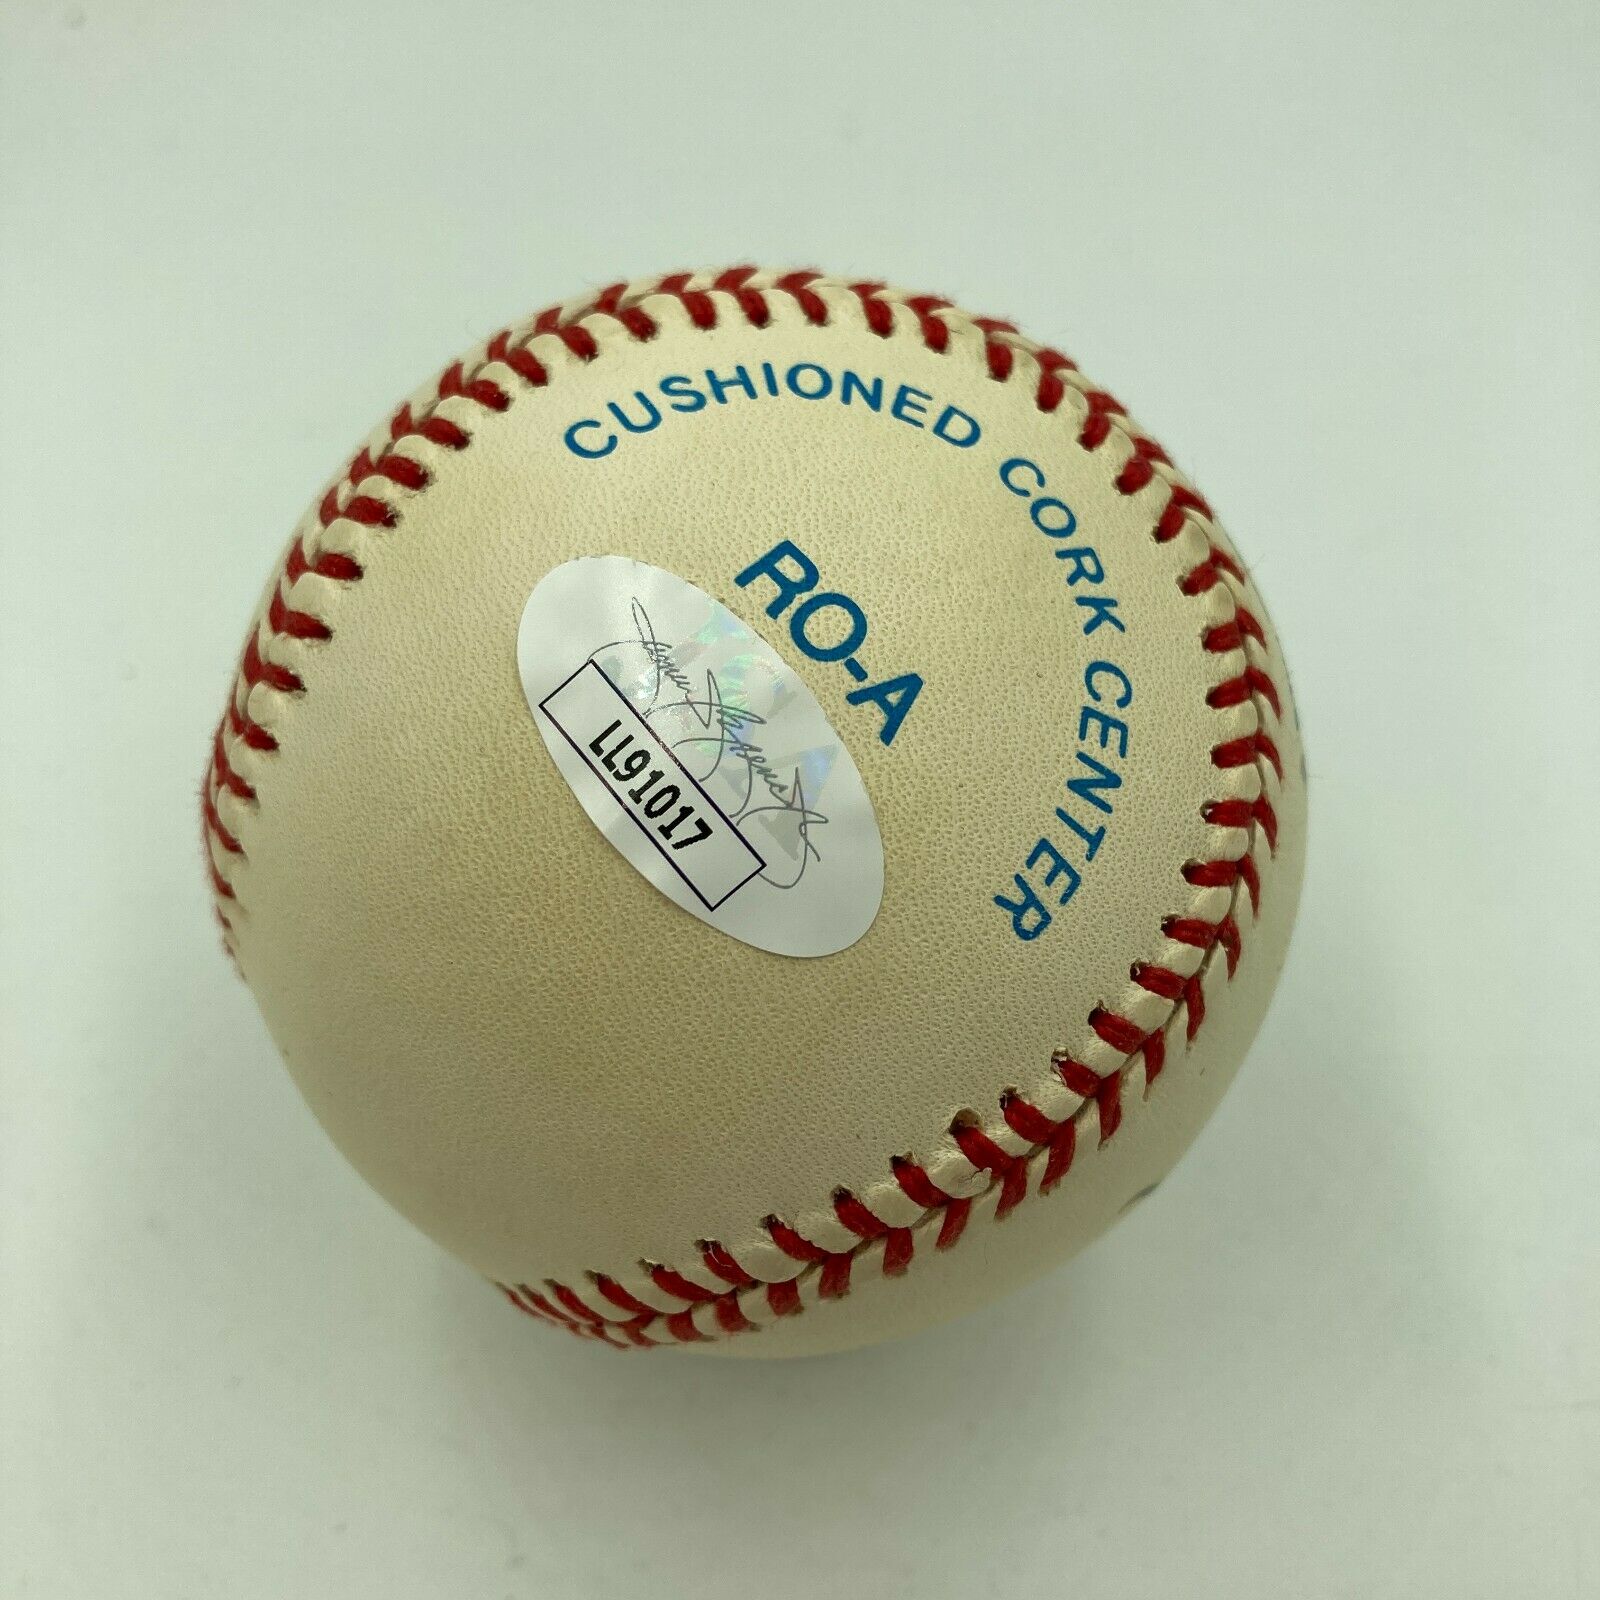 CUSHIONED CORK CENTER
RO-A
LL91017